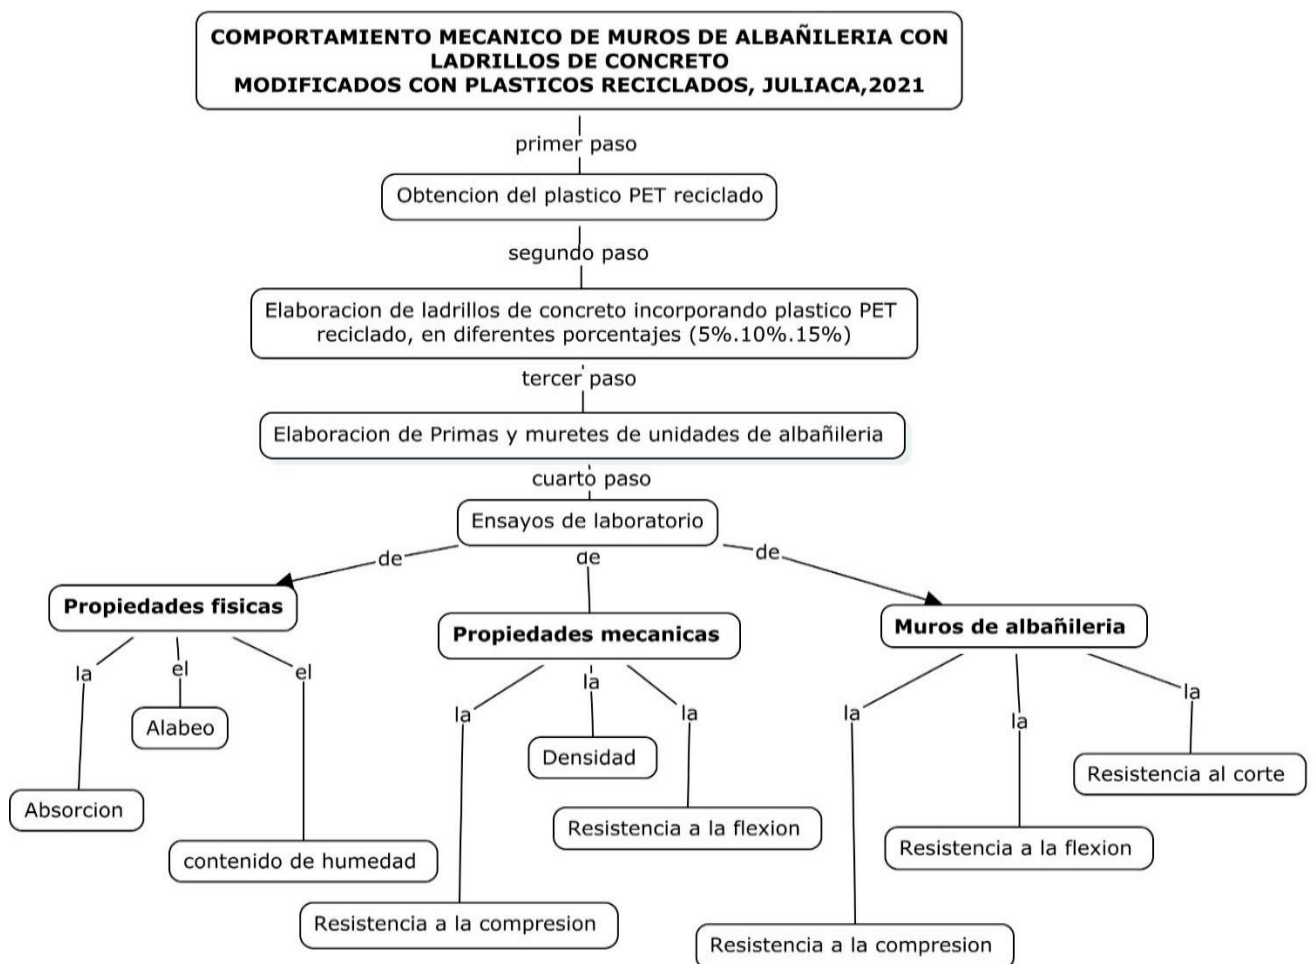 COMPORTAMIENTO MECANICO DE MUROS DE ALBAÑILERIA CON
LADRILLOS DE CONCRETO
MODIFICADOS CON PLASTICOS RECICLADOS, JULIACA,2021
primer paso
Obtencion del plastico PET reciclado
segundo paso
Elaboracion de ladrillos de concreto incorporando plastico PET
reciclado, en diferentes porcentajes (5%.10%.15%)
tercer paso
Elaboracion de Primas y muretes de unidades de albañileria
cuarto paso
Ensayos de laboratorio
de
de
de
Propiedades fisicas
Propiedades mecanicas
Muros de albañileria
la
el
el
la
la
la
la
la
la
Alabeo
Absorcion
contenido de humedad
Densidad
Resistencia a la flexion
Resistencia a la compresion
Resistencia al corte
Resistencia a la flexion
Resistencia a la compresion